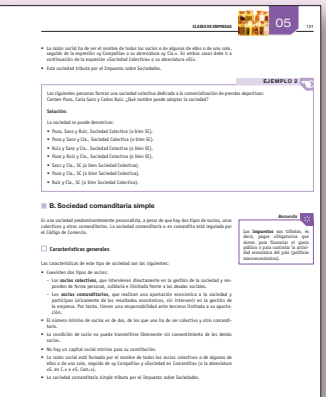 CLASES DE EMPRESAS
05
121
• La razón social ha de ser el nombre de todos los socios o de algunos de ellos o de uno solo,
seguido de la expresión «y Compañía» o su abreviatura «y Cía.». En ambos casos debe ir a
continuación de la expresión «Sociedad Colectiva» o su abreviatura «SC».
• Esta sociedad tributa por el Impuesto sobre Sociedades.
EJEMPLO 2
Las siguientes personas forman una sociedad colectiva dedicada a la comercialización de prendas deportivas:
Carmen Pozo, Carla Sanz y Carlos Ruiz. ¿Qué nombre puede adoptar la sociedad?
Solución:
La sociedad se puede denominar:
• Pozo, Sanz y Ruiz, Sociedad Colectiva (o bien SC).
• Pozo, Sanz y Cía., Sociedad Colectiva (o bien SC).
• Ruiz y Sanz y Cía., Sociedad Colectiva (o bien SC).
• Pozo y Ruiz y Cía., Sociedad Colectiva (o bien SC).
• Sanz y Cía., SC (o bien Sociedad Colectiva).
• Pozo y Cía., SC (o bien Sociedad Colectiva).
• Ruiz y Cía., SC (o bien Sociedad Colectiva).
B. Sociedad comanditaria simple
Es una sociedad predominantemente personalista, a pesar de que hay dos tipos de socios, unos
colectivos y otros comanditarios. La sociedad comanditaria o en comandita está regulada por
el Código de Comercio.
Características generales
Las características de este tipo de sociedad son las siguientes:
• Coexisten dos tipos de socios:
– Los socios colectivos, que intervienen directamente en la gestión de la sociedad y res-
ponden de forma personal, solidaria e ilimitada frente a las deudas sociales.
– Los socios comanditarios, que realizan una aportación económica a la sociedad y
participan únicamente de los resultados económicos, sin intervenir en la gestión de
la empresa. Por tanto, tienen una responsabilidad ante terceros limitada a su aporta-
ción.
• El número mínimo de socios es de dos, de los que uno ha de ser colectivo y otro comandi-
tario.
• La condición de socio no puede transmitirse libremente sin consentimiento de los demás
socios.
• No hay un capital social mínimo para su constitución.
• La razón social está formada por el nombre de todos los socios colectivos o de algunos de
ellos o de uno solo, seguido de «y Compañía» y «Sociedad en Comandita» (o la abreviatura
«S. en C.» o «S. Com.»).
• La sociedad comanditaria simple tributa por el Impuesto sobre Sociedades.
Recuerda
Los impuestos son tributos, es
decir, pagos obligatorios que
sirven para financiar el gasto
público o para controlar la activi-
dad económica del país (políticas
macroeconómicas).